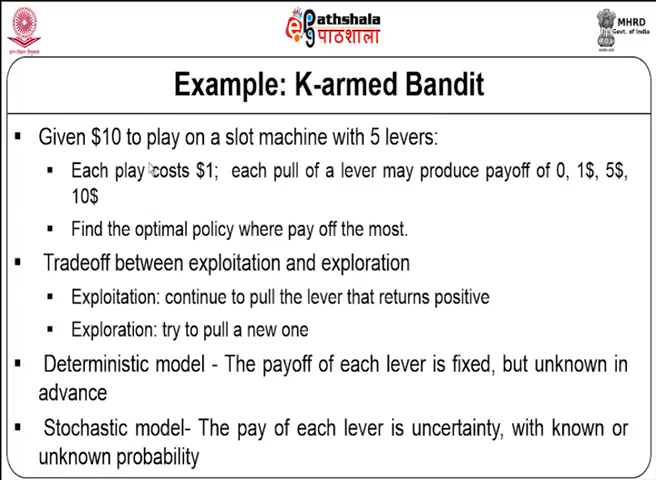 ePathshala
पाठशाला
MHRD
Govt. of India
Example: K-armed Bandit
Given $10 to play on a slot machine with 5 levers:
Each play costs $1; each pull of a lever may produce payoff of 0, 1$, 5$,
10$
Find the optimal policy where pay off the most.
Tradeoff between exploitation and exploration
Exploitation: continue to pull the lever that returns positive
Exploration: try to pull a new one
Deterministic model - The payoff of each lever is fixed, but unknown in
advance
Stochastic model- The pay of each lever is uncertainty, with known or
unknown probability